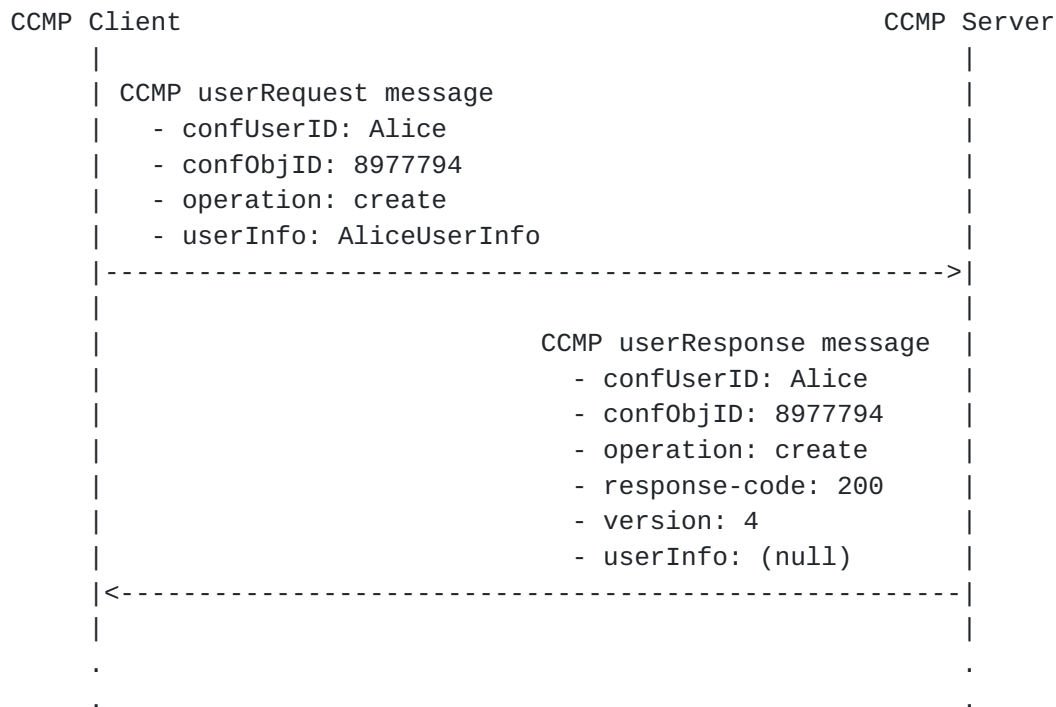 CCMP Client CCMP Server
CCMP userRequest message
- confUserID: Alice
- confObjID: 8977794
- operation: create
- userInfo: AliceUserInfo
CCMP userResponse message
- confUserID: Alice
- confObjID: 8977794
- operation: create
- response-code: 200
- version: 4
- userInfo: (null)